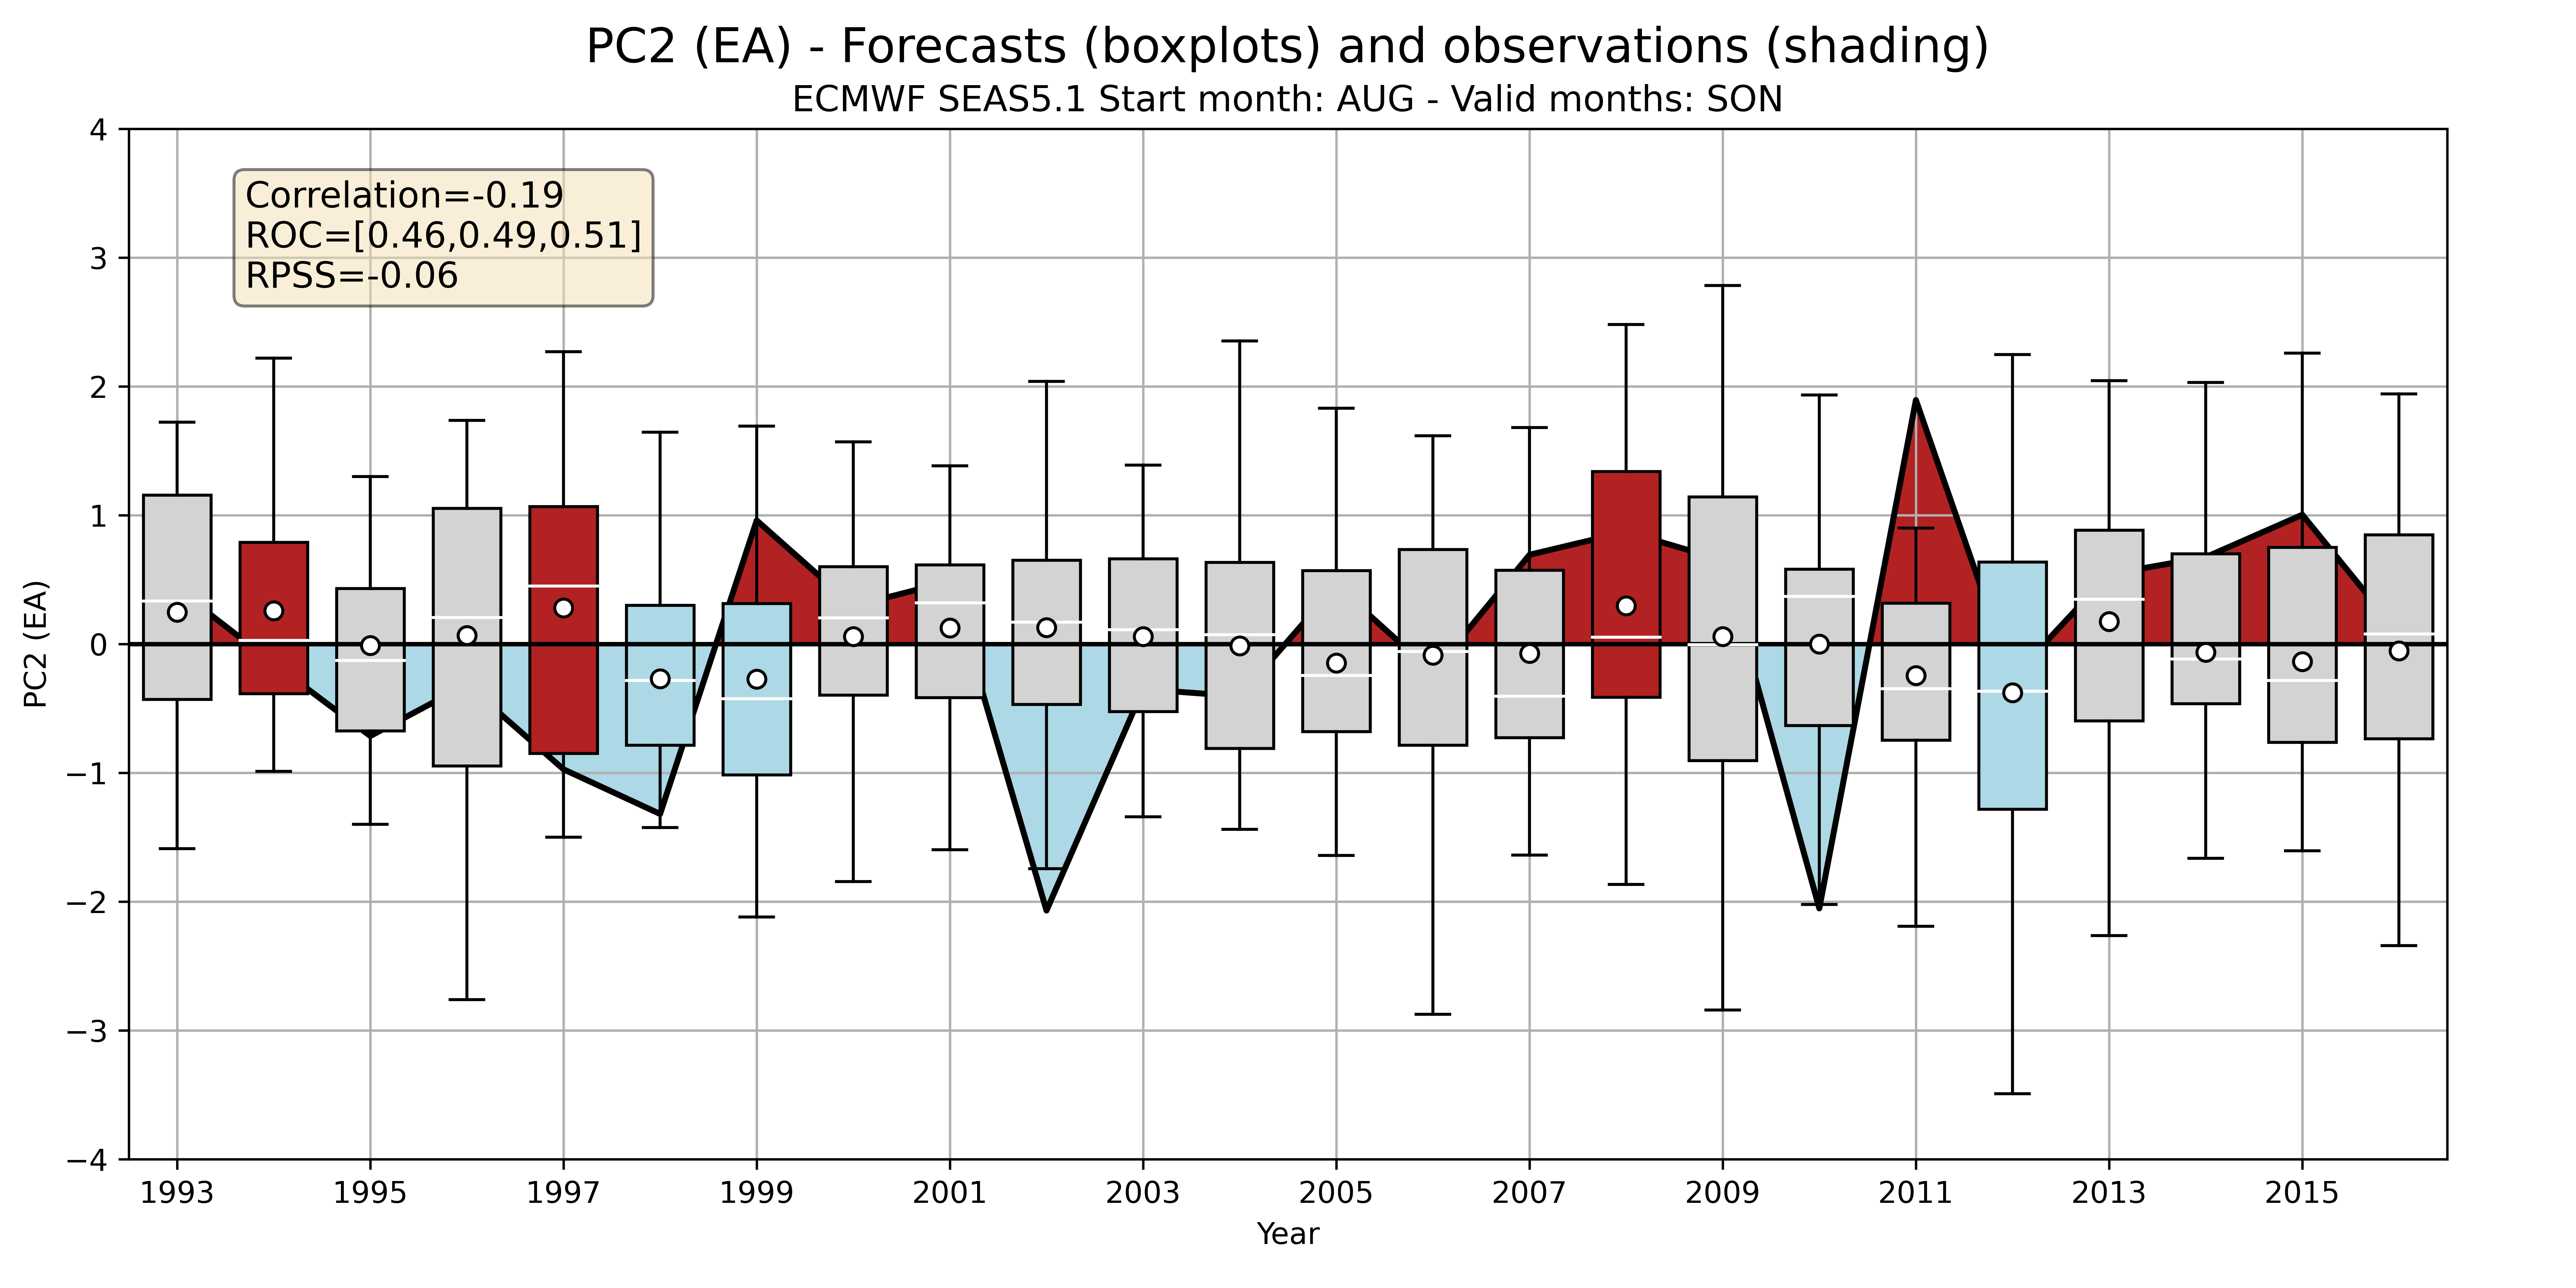 PC2 (EA) - Forecasts (boxplots) and observations (shading)
ECMWF SEAS5.1 Start month: AUG - Valid months: SON
Correlation=-0.19
ROC=[0.46,0.49,0.51]
RPSS=-0.06
PC2 (EA)
4
3
2
1
0
−1
−2
−3
−4
1993 1995 1997 1999 2001 2003 2005 2007 2009 2011 2013 2015
Year